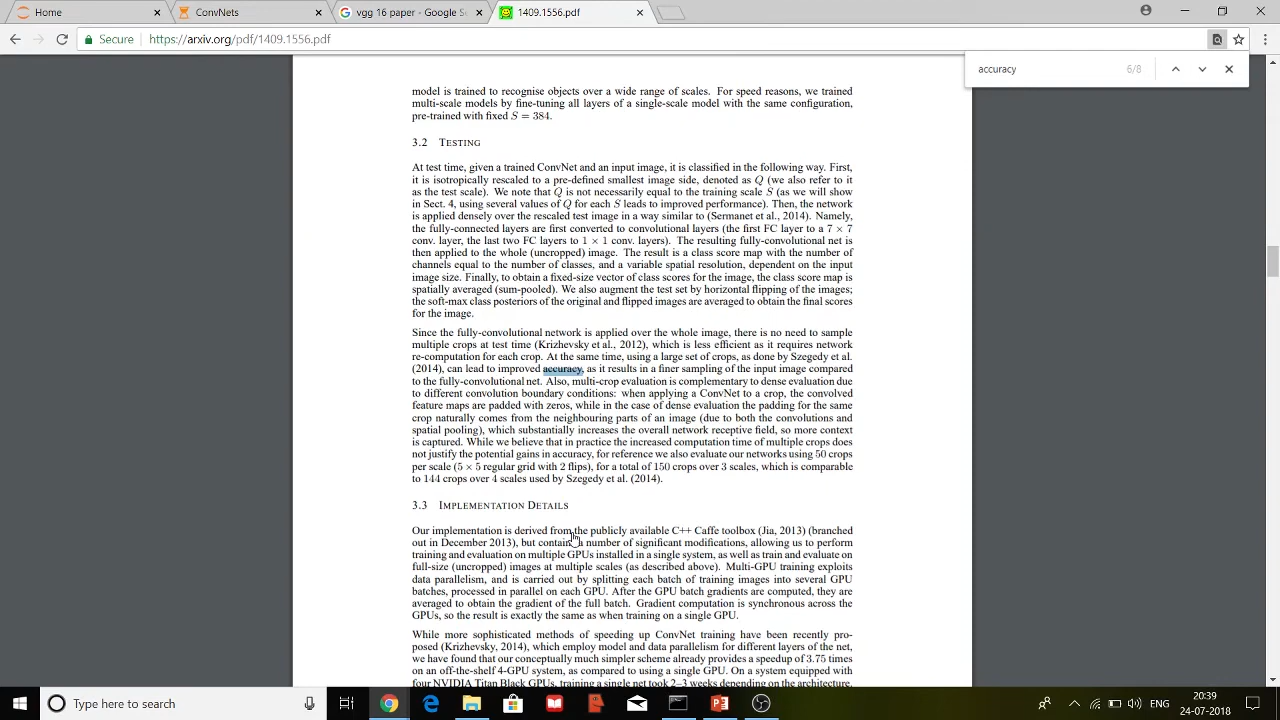 Home
ConvNets
vgg 16 paper - Google Se
1409.1556.pdf
Secure
https://arxiv.org/pdf/1409.1556.pdf
accuracy
6/8
model is trained to recognise objects over a wide range of scales. For speed reasons, we trained
multi-scale models by fine-tuning all layers of a single-scale model with the same configuration,
pre-trained with fixed S = 384.
3.2 TESTING
At test time, given a trained ConvNet and an input image, it is classified in the following way. First,
it is isotropically rescaled to a pre-defined smallest image side, denoted as Q (we also refer to it
as the test scale). We note that Q is not necessarily equal to the training scale S (as we will show
in Sect. 4, using several values of Q for each S leads to improved performance). Then, the network
is applied densely over the rescaled test image in a way similar to (Sermanet et al., 2014). Namely,
the fully-connected layers are first converted to convolutional layers (the first FC layer to a 7 × 7
conv. layer, the last two FC layers to 1 × 1 conv. layers). The resulting fully-convolutional net is
then applied to the whole (uncropped) image. The result is a class score map with the number of
channels equal to the number of classes, and a variable spatial resolution, dependent on the input
image size. Finally, to obtain a fixed-size vector of class scores for the image, the class score map is
spatially averaged (sum-pooled). We also augment the test set by horizontal flipping of the images;
the soft-max class posteriors of the original and flipped images are averaged to obtain the final scores
for the image.
Since the fully-convolutional network is applied over the whole image, there is no need to sample
multiple crops at test time (Krizhevsky et al., 2012), which is less efficient as it requires network
re-computation for each crop. At the same time, using a large set of crops, as done by Szegedy et al.
(2014), can lead to improved accuracy, as it results in a finer sampling of the input image compared
to the fully-convolutional net. Also, multi-crop evaluation is complementary to dense evaluation due
to different convolution boundary conditions: when applying a ConvNet to a crop, the convolved
feature maps are padded with zeros, while in the case of dense evaluation the padding for the same
crop naturally comes from the neighbouring parts of an image (due to both the convolutions and
spatial pooling), which substantially increases the overall network receptive field, so more context
is captured. While we believe that in practice the increased computation time of multiple crops does
not justify the potential gains in accuracy, for reference we also evaluate our networks using 50 crops
per scale (5 × 5 regular grid with 2 flips), for a total of 150 crops over 3 scales, which is comparable
to 144 crops over 4 scales used by Szegedy et al. (2014).
3.3 IMPLEMENTATION DETAILS
Our implementation is derived from the publicly available C++ Caffe toolbox (Jia, 2013) (branched
out in December 2013), but contains a number of significant modifications, allowing us to perform
training and evaluation on multiple GPUs installed in a single system, as well as train and evaluate on
full-size (uncropped) images at multiple scales (as described above). Multi-GPU training exploits
data parallelism, and is carried out by splitting each batch of training images into several GPU
batches, processed in parallel on each GPU. After the GPU batch gradients are computed, they are
averaged to obtain the gradient of the full batch. Gradient computation is synchronous across the
GPUs, so the result is exactly the same as when training on a single GPU.
While more sophisticated methods of speeding up ConvNet training have been recently pro-
posed (Krizhevsky, 2014), which employ model and data parallelism for different layers of the net,
we have found that our conceptually much simpler scheme already provides a speedup of 3.75 times
on an off-the-shelf 4-GPU system, as compared to using a single GPU. On a system equipped with
four NVIDIA Titan Black GPUs, training a single net took 2–3 weeks depending on the architecture.
Type here to search
ENG
20:39
24-07-2018